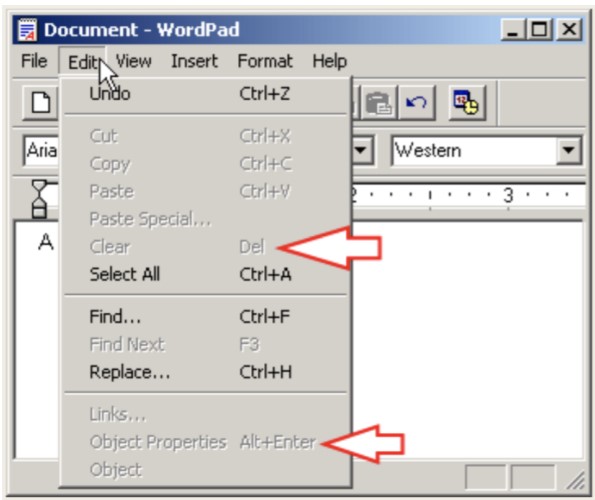 Document - WordPad
File Edit View Insert Format Help
Undo Ctrl+Z
Cut Ctrl+X
Copy Ctrl+C
Paste Ctrl+V
Paste Special...
Clear Del
Select All Ctrl+A
Find... Ctrl+F
Find Next F3
Replace... Ctrl+H
Links...
Object Properties Alt+Enter
Object
Aria
Western
3
A